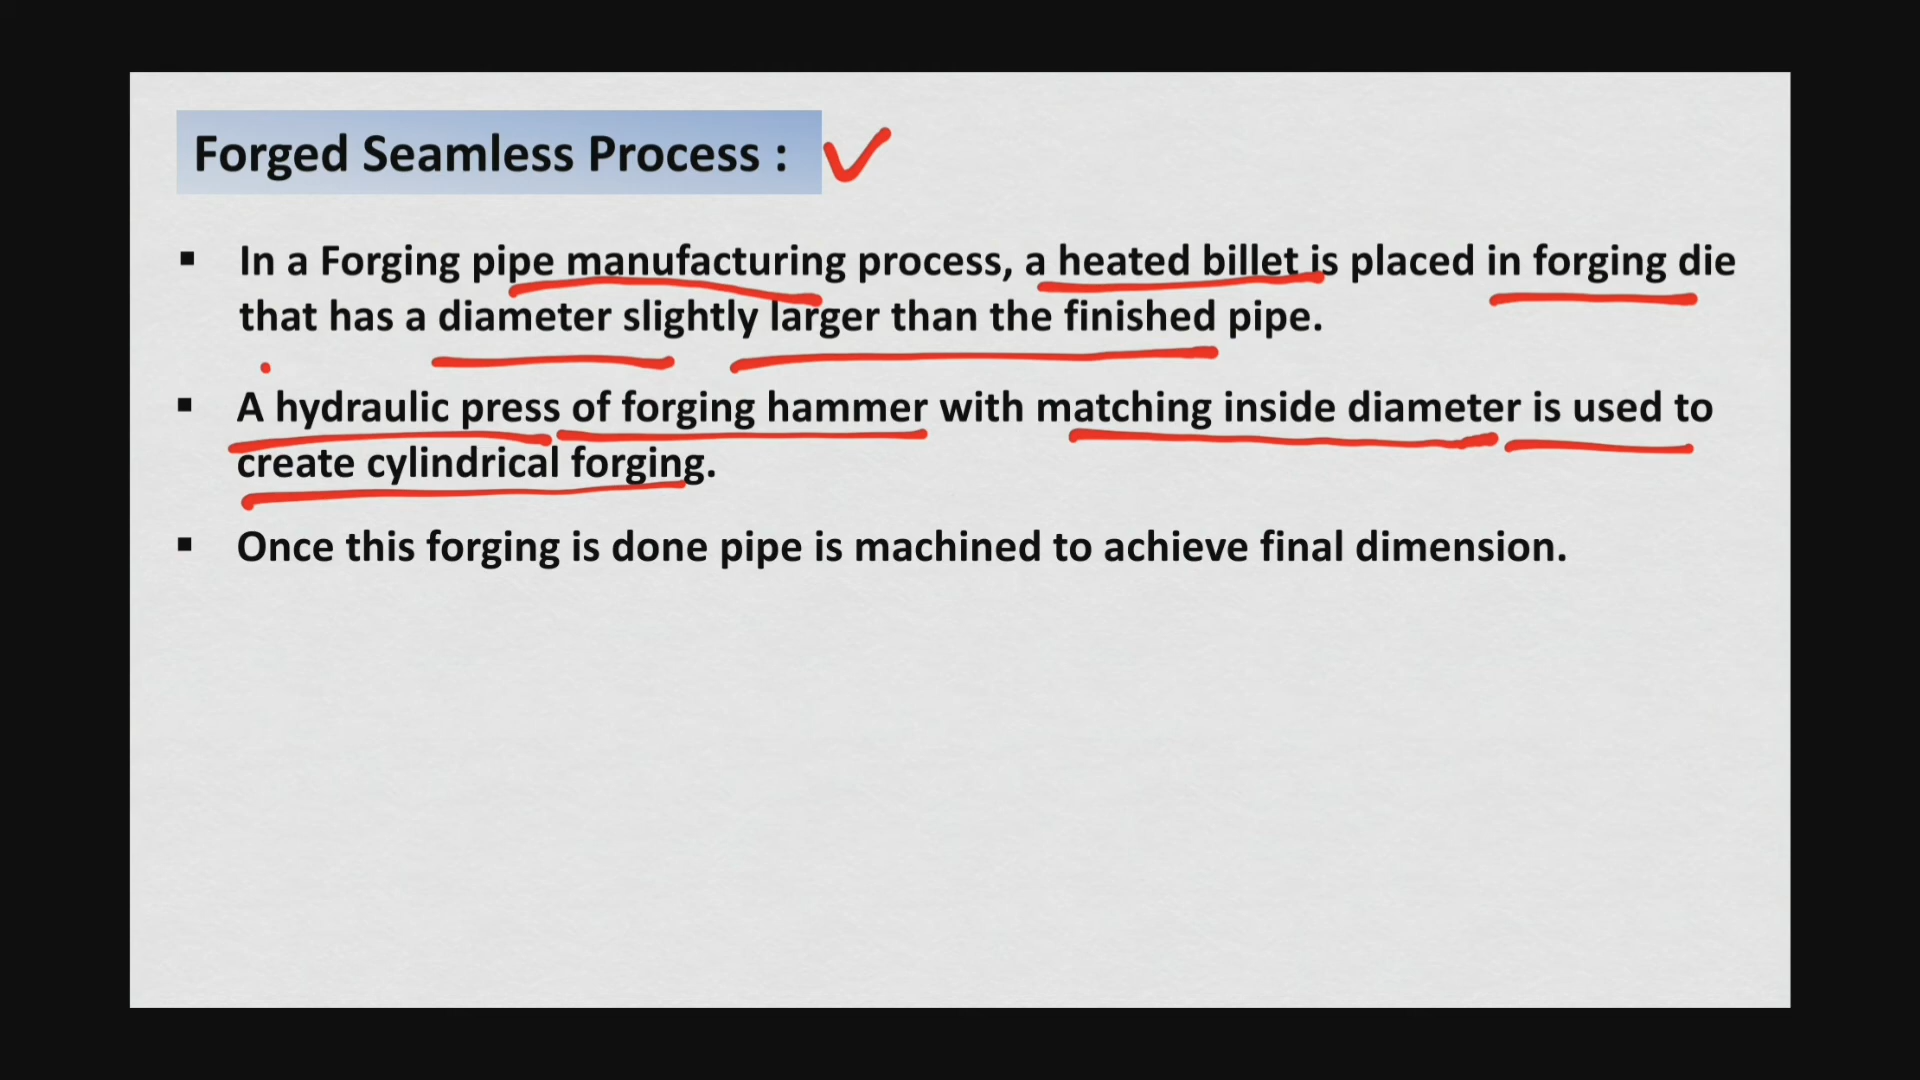 Forged Seamless Process :
▪ In a Forging pipe manufacturing process, a heated billet is placed in forging die
that has a diameter slightly larger than the finished pipe.
▪ A hydraulic press of forging hammer with matching inside diameter is used to
create cylindrical forging.
▪ Once this forging is done pipe is machined to achieve final dimension.